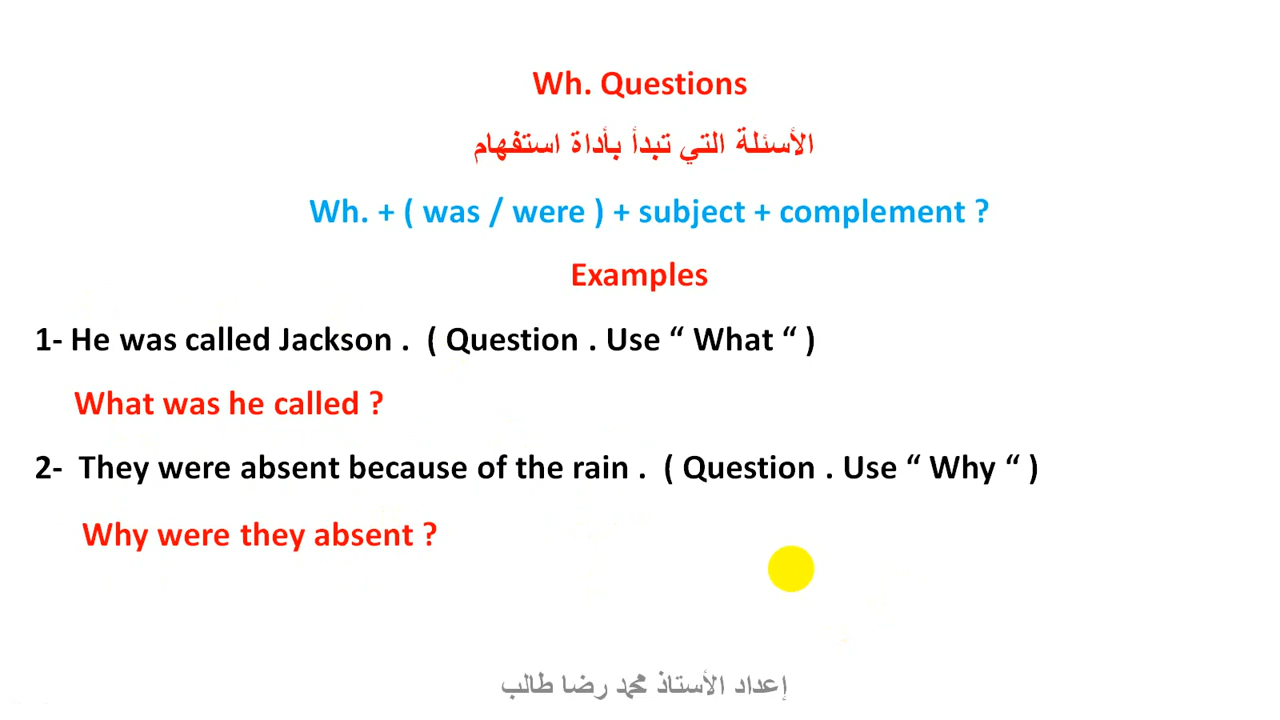 Wh. Questions
الأسئلة التي تبدأ بأداة استفهام
Wh. + ( was / were ) + subject + complement ?
Examples
1- He was called Jackson . ( Question . Use “ What “ )
What was he called ?
2- They were absent because of the rain . ( Question . Use “ Why “ )
Why were they absent ?
إعداد الأستاذ محمد رضا طالب